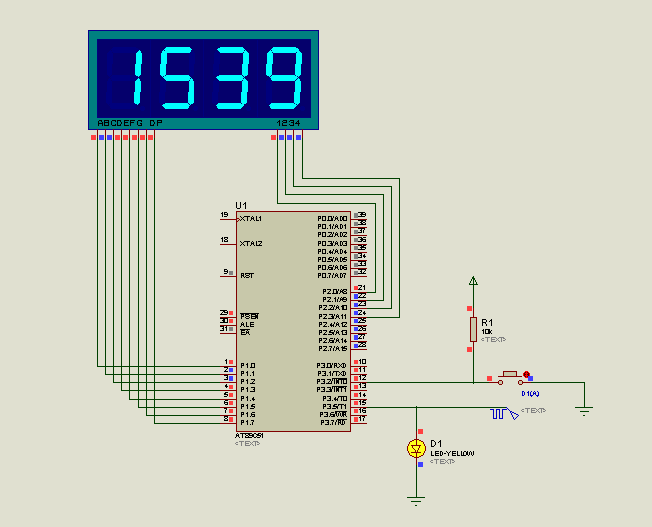 1539
ABCDEFG DP
1234
U1
19 XTAL1 P0.0/AD0 39
P0.1/AD1 38
P0.2/AD2 37
18 XTAL2 P0.3/AD3 36
P0.4/AD4 35
P0.5/AD5 34
P0.6/AD6 33
9 RST P0.7/AD7 32
P2.0/A8 21
P2.1/A9 22
P2.2/A10 23
29 PSEN P2.3/A11 24
30 ALE P2.4/A12 25
31 EA P2.5/A13 26
P2.6/A14 27
P2.7/A15 28
1 P1.0 P3.0/RXD 10
2 P1.1 P3.1/TXD 11
3 P1.2 P3.2/INT0 12
4 P1.3 P3.3/INT1 13
5 P1.4 P3.4/T0 14
6 P1.5 P3.5/T1 15
7 P1.6 P3.6/WR 16
8 P1.7 P3.7/RD 17
AT89C51
<TEXT>
R1
10k
<TEXT>
D1(A)
<TEXT>
D1
LED-YELLOW
<TEXT>